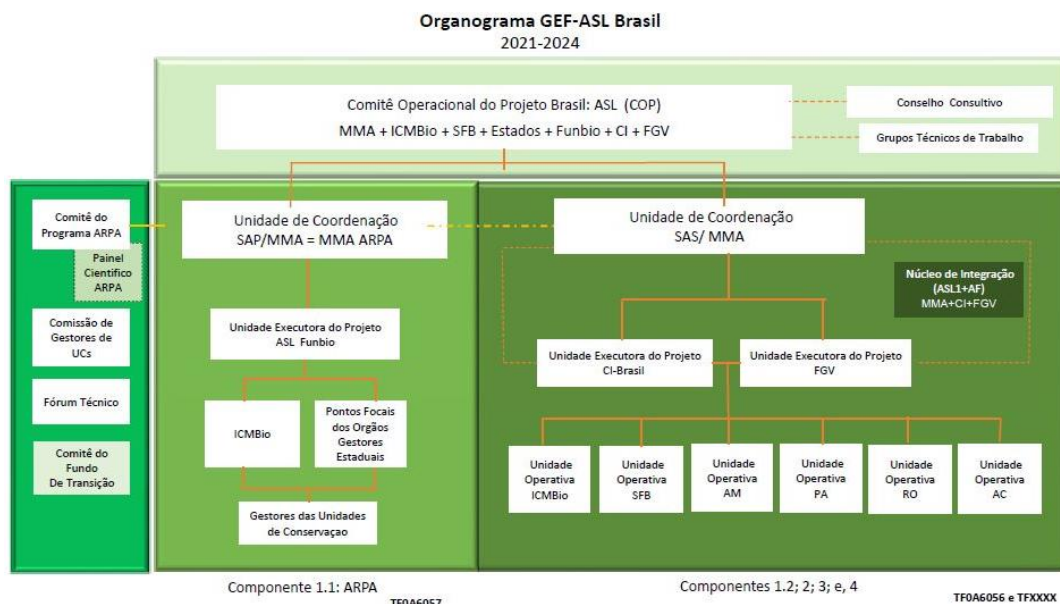 Organograma GEF-ASL Brasil
2021-2024
Comitê Operacional do Projeto Brasil: ASL (COP)
MMA + ICMBio + SFB + Estados + Funbio + CI + FGV
Conselho Consultivo
Grupos Técnicos de Trabalho
Comitê do
Programa ARPA
Painel
Cientifico
ARPA
Comissão de
Gestores de
UCs
Fórum Técnico
Comitê do
Fundo
De Transição
Unidade de Coordenação
SAP/MMA = MMA ARPA
Unidade Executora do Projeto
ASL Funbio
ICMBio
Pontos Focais
dos Orgãos
Gestores
Estaduais
Gestores das Unidades
de Conservaçao
Unidade de Coordenação
SAS/ MMA
Núcleo de Integração
(ASL1+AF)
MMA+CI+FGV
Unidade Executora do Projeto
CI-Brasil
Unidade Executora do Projeto
FGV
Unidade
Operativa
ICMBio
Unidade
Operativa
SFB
Unidade
Operativa
AM
Unidade
Operativa
PA
Unidade
Operativa
RO
Unidade
Operativa
AC
Componente 1.1: ARPA
TF0A6057
Componentes 1.2; 2; 3; e, 4
TF0A6056 e TFXXXX